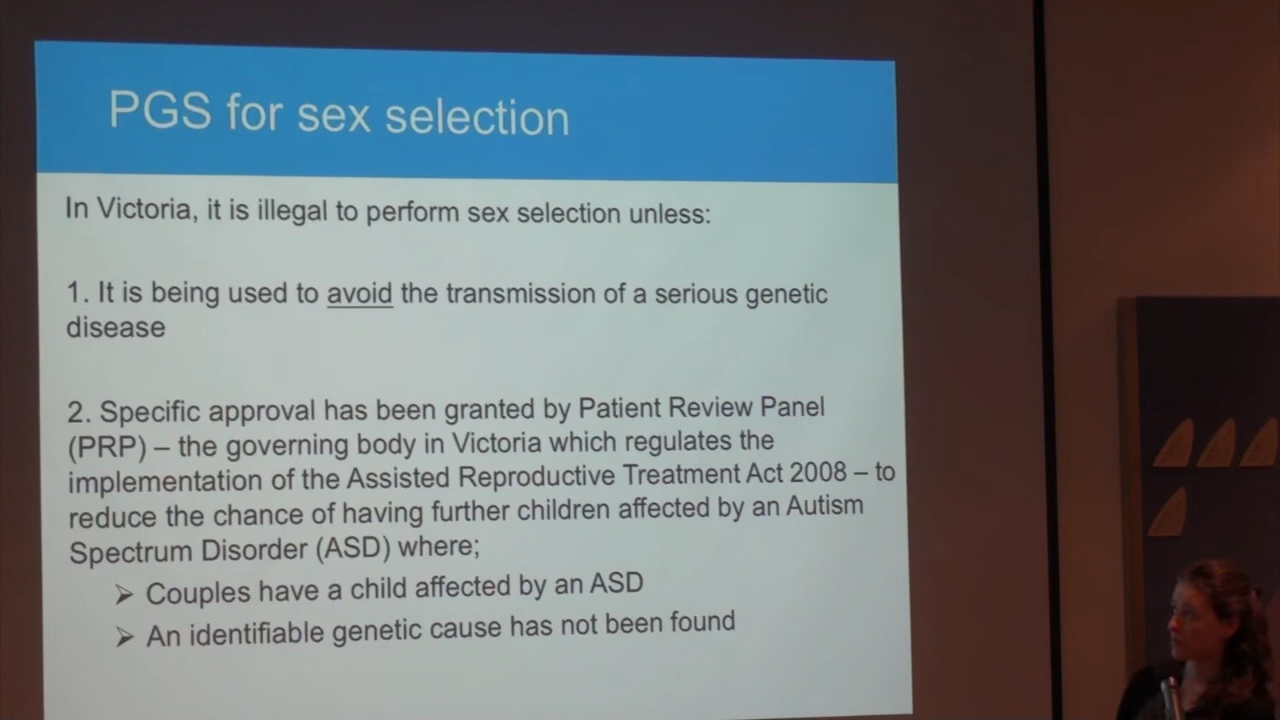 PGS for sex selection
In Victoria, it is illegal to perform sex selection unless:
1. It is being used to avoid the transmission of a serious genetic
disease
2. Specific approval has been granted by Patient Review Panel
(PRP) – the governing body in Victoria which regulates the
implementation of the Assisted Reproductive Treatment Act 2008 – to
reduce the chance of having further children affected by an Autism
Spectrum Disorder (ASD) where;
➢ Couples have a child affected by an ASD
➢ An identifiable genetic cause has not been found